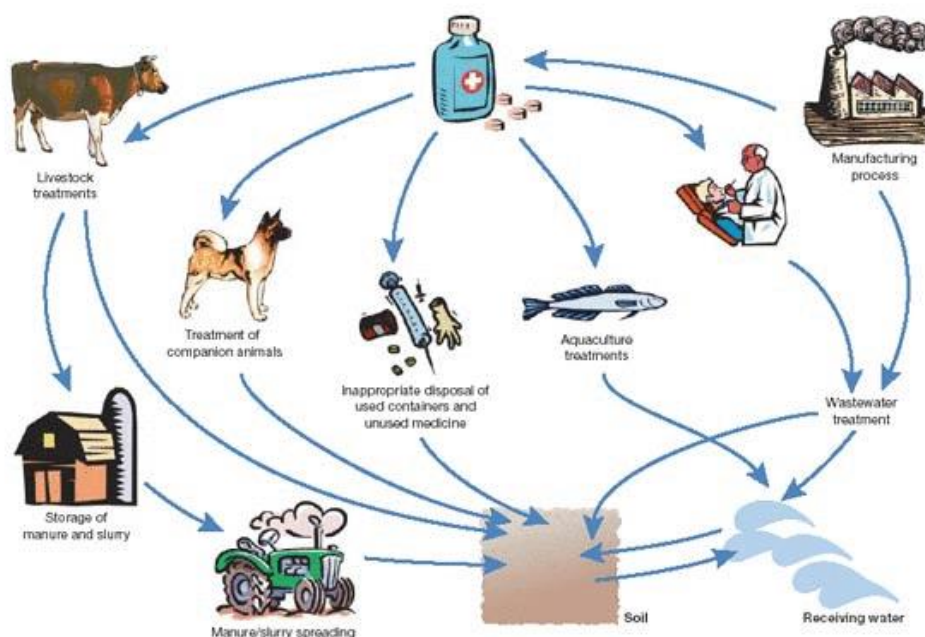 Livestock
treatments
Manufacturing
process
Treatment of
companion animals
Inappropriate disposal of
used containers and
unused medicine
Aquaculture
treatments
Wastewater
treatment
Storage of
manure and slurry
Manure/slurry spreading
Soil
Receiving water